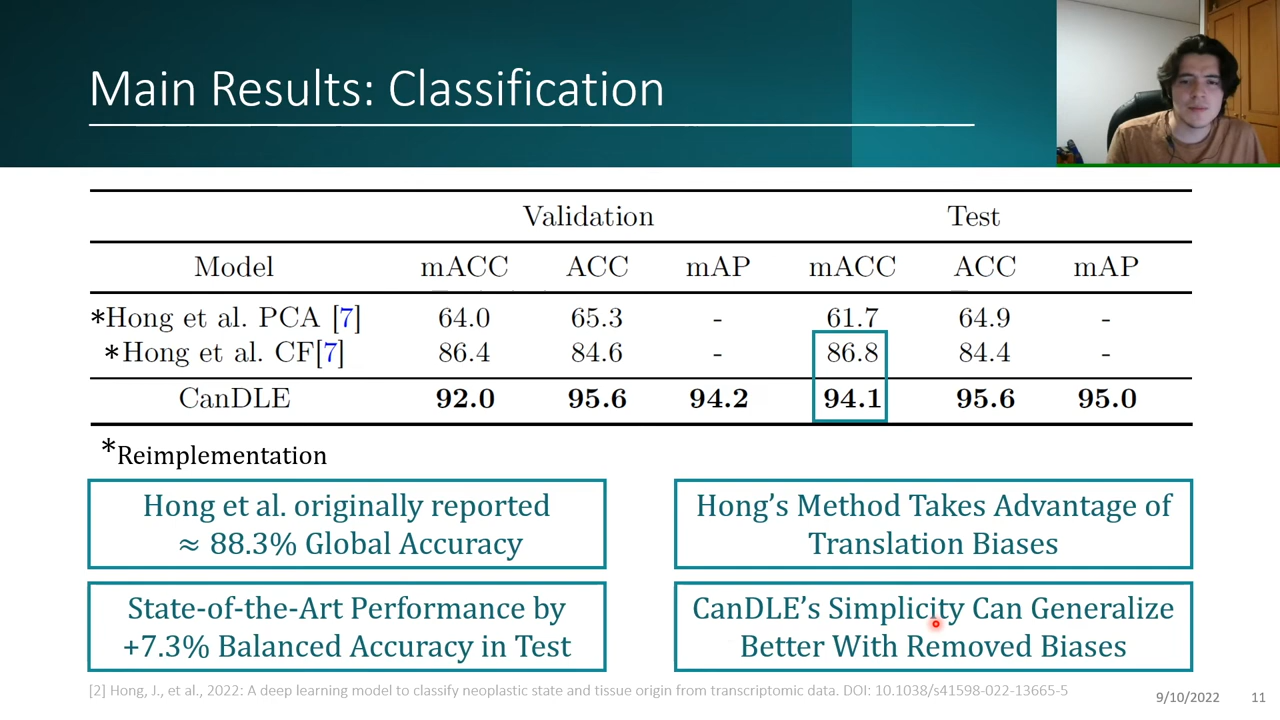 Main Results: Classification
Validation Test
Model mACC ACC mAP mACC ACC mAP
*Hong et al. PCA [7] 64.0 65.3 - 61.7 64.9 -
*Hong et al. CF[7] 86.4 84.6 - 86.8 84.4 -
CanDLE 92.0 95.6 94.2 94.1 95.6 95.0
*Reimplementation
Hong et al. originally reported
≈ 88.3% Global Accuracy
Hong's Method Takes Advantage of
Translation Biases
State-of-the-Art Performance by
+7.3% Balanced Accuracy in Test
CanDLE's Simplicity Can Generalize
Better With Removed Biases
[2] Hong, J., et al., 2022: A deep learning model to classify neoplastic state and tissue origin from transcriptomic data. DOI: 10.1038/s41598-022-13665-5
9/10/2022 11